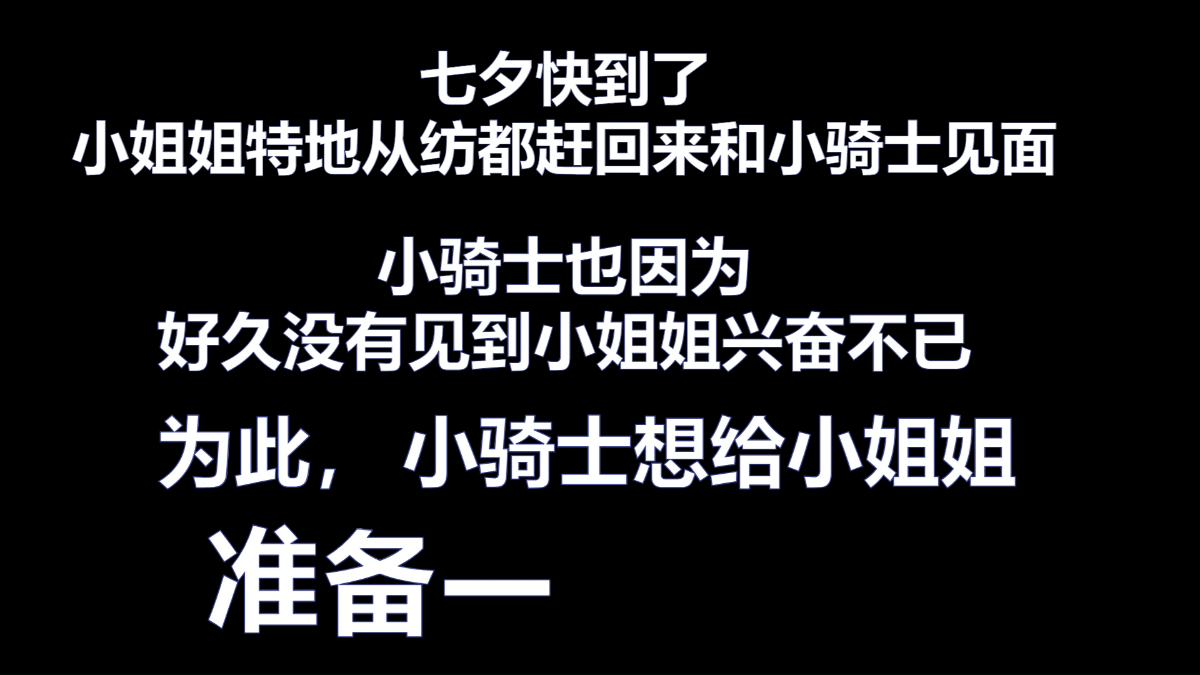 七夕快到了
小姐姐特地从纺都赶回来和小骑士见面
小骑士也因为
好久没有见到小姐姐兴奋不已
为此，小骑士想给小姐姐
准备一